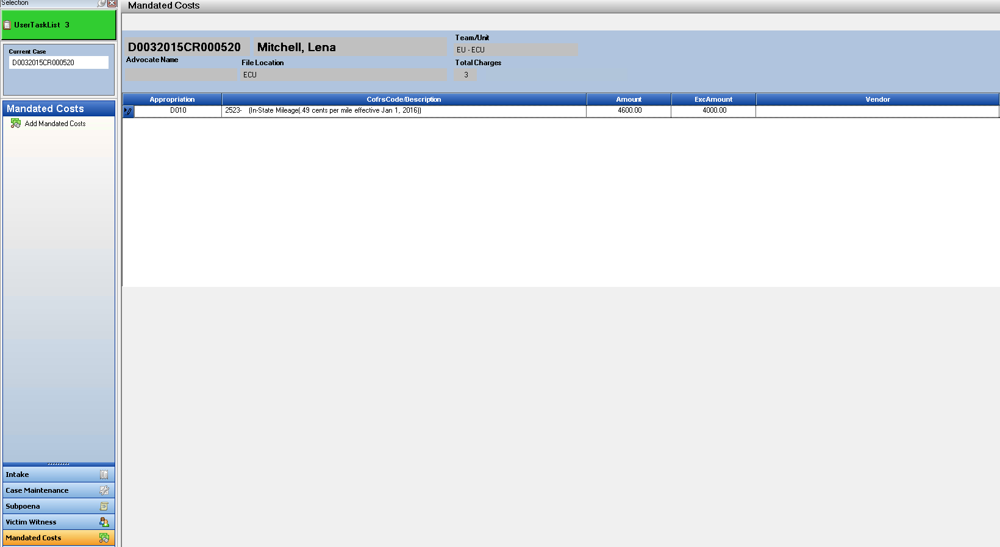 Selection
UserTaskList 3
Current Case
D0032015CR000520
Mandated Costs
Add Mandated Costs
Intake
Case Maintenance
Subpoena
Victim Witness
Mandated Costs
Mandated Costs
D0032015CR000520 Mitchell, Lena
Team/Unit
EU - ECU
Advocate Name File Location Total Charges
ECU 3
Appropriation CofrsCode/Description Amount ExcAmount Vendor
D010 2523- (In-State Mileage(.49 cents per mile effective Jan 1, 2016)) 4600.00 4000.00